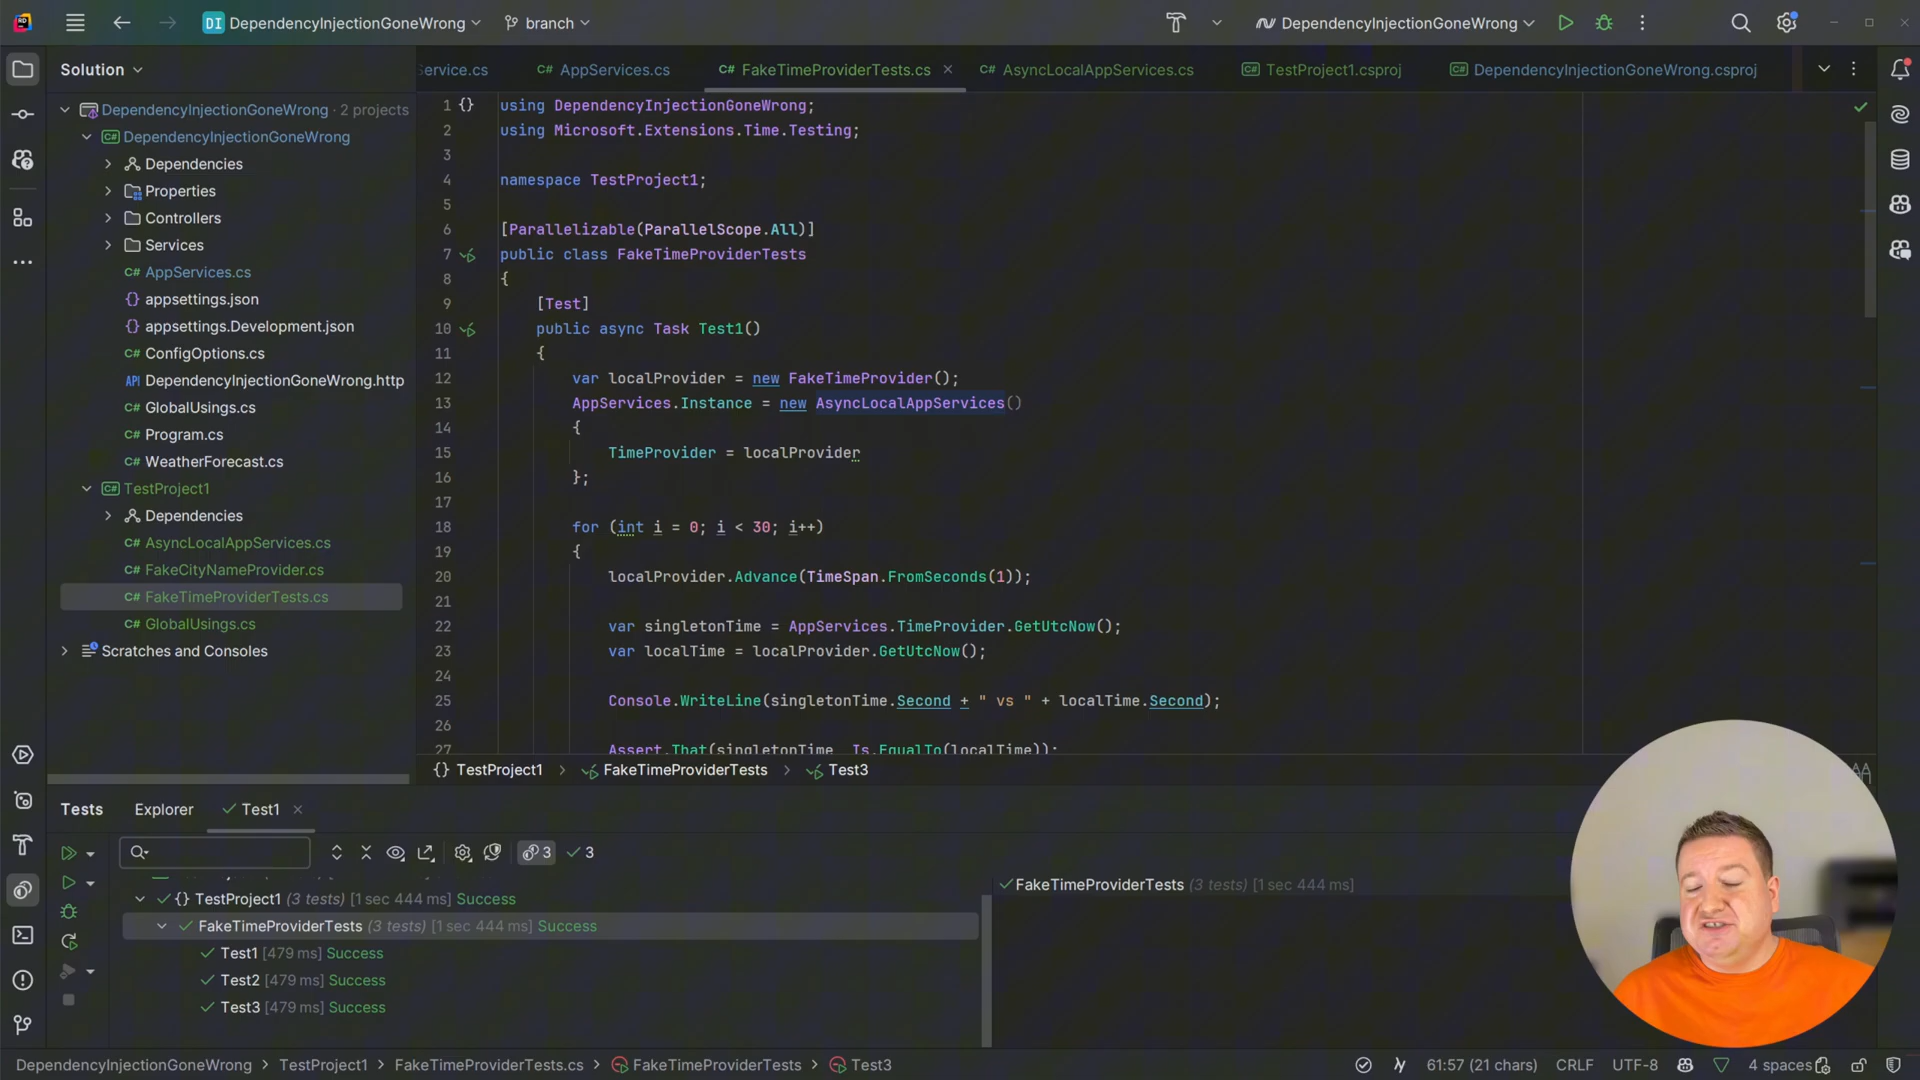 DI DependencyInjectionGoneWrong
branch
DependencyInjectionGoneWrong
Solution
ervice.cs
C# AppServices.cs
C# FakeTimeProviderTests.cs
C# AsyncLocalAppServices.cs
TestProject1.csproj
DependencyInjectionGoneWrong.csproj
DependencyInjectionGoneWrong · 2 projects
C# DependencyInjectionGoneWrong
Dependencies
Properties
Controllers
Services
C# AppServices.cs
{} appsettings.json
{} appsettings.Development.json
C# ConfigOptions.cs
API DependencyInjectionGoneWrong.http
C# GlobalUsings.cs
C# Program.cs
C# WeatherForecast.cs
C# TestProject1
Dependencies
C# AsyncLocalAppServices.cs
C# FakeCityNameProvider.cs
C# FakeTimeProviderTests.cs
C# GlobalUsings.cs
Scratches and Consoles
1 {} using DependencyInjectionGoneWrong;
2 using Microsoft.Extensions.Time.Testing;
3
4 namespace TestProject1;
5
6 [Parallelizable(ParallelScope.All)]
7 public class FakeTimeProviderTests
8 {
9 [Test]
10 public async Task Test1()
11 {
12 var localProvider = new FakeTimeProvider();
13 AppServices.Instance = new AsyncLocalAppServices()
14 {
15 TimeProvider = localProvider
16 };
17
18 for (int i = 0; i < 30; i++)
19 {
20 localProvider.Advance(TimeSpan.FromSeconds(1));
21
22 var singletonTime = AppServices.TimeProvider.GetUtcNow();
23 var localTime = localProvider.GetUtcNow();
24
25 Console.WriteLine(singletonTime.Second + " vs " + localTime.Second);
26
27 Assert.That(singletonTime, Is.EqualTo(localTime));
{} TestProject1 > FakeTimeProviderTests > Test3
Tests
Explorer
Test1
3
3
{} TestProject1 (3 tests) [1 sec 444 ms] Success
FakeTimeProviderTests (3 tests) [1 sec 444 ms] Success
Test1 [479 ms] Success
Test2 [479 ms] Success
Test3 [479 ms] Success
FakeTimeProviderTests (3 tests) [1 sec 444 ms]
DependencyInjectionGoneWrong > TestProject1 > FakeTimeProviderTests.cs > FakeTimeProviderTests > Test3
61:57 (21 chars)
CRLF
UTF-8
4 spaces